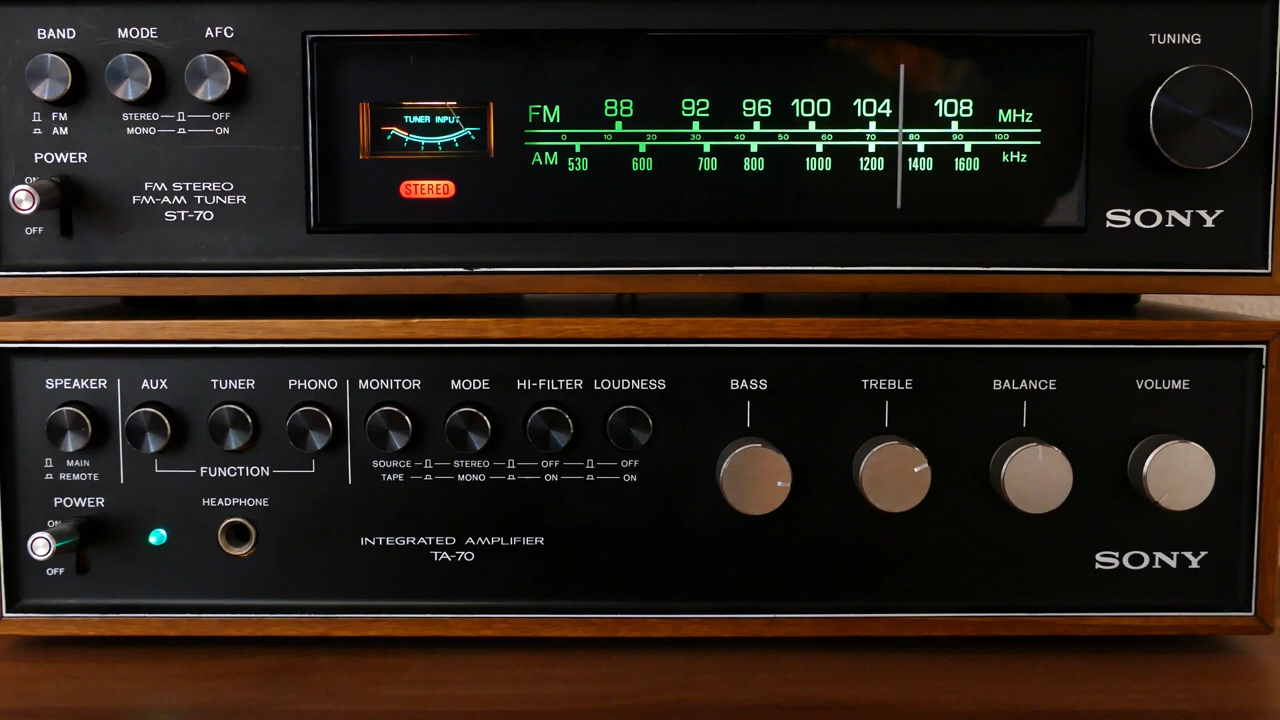 BAND MODE AFC
FM
AM
STEREO OFF
MONO ON
POWER
ON
OFF
FM STEREO
FM-AM TUNER
ST-70
TUNER INPUT
STEREO
FM 88 92 96 100 104 108 MHz
0 10 20 30 40 50 60 70 80 90 100
AM 530 600 700 800 1000 1200 1400 1600 kHz
TUNING
SONY
SPEAKER AUX TUNER PHONO MONITOR MODE HI-FILTER LOUDNESS BASS TREBLE BALANCE VOLUME
MAIN
REMOTE
FUNCTION
SOURCE STEREO OFF OFF
TAPE MONO ON ON
POWER
ON
OFF
HEADPHONE
INTEGRATED AMPLIFIER
TA-70
SONY